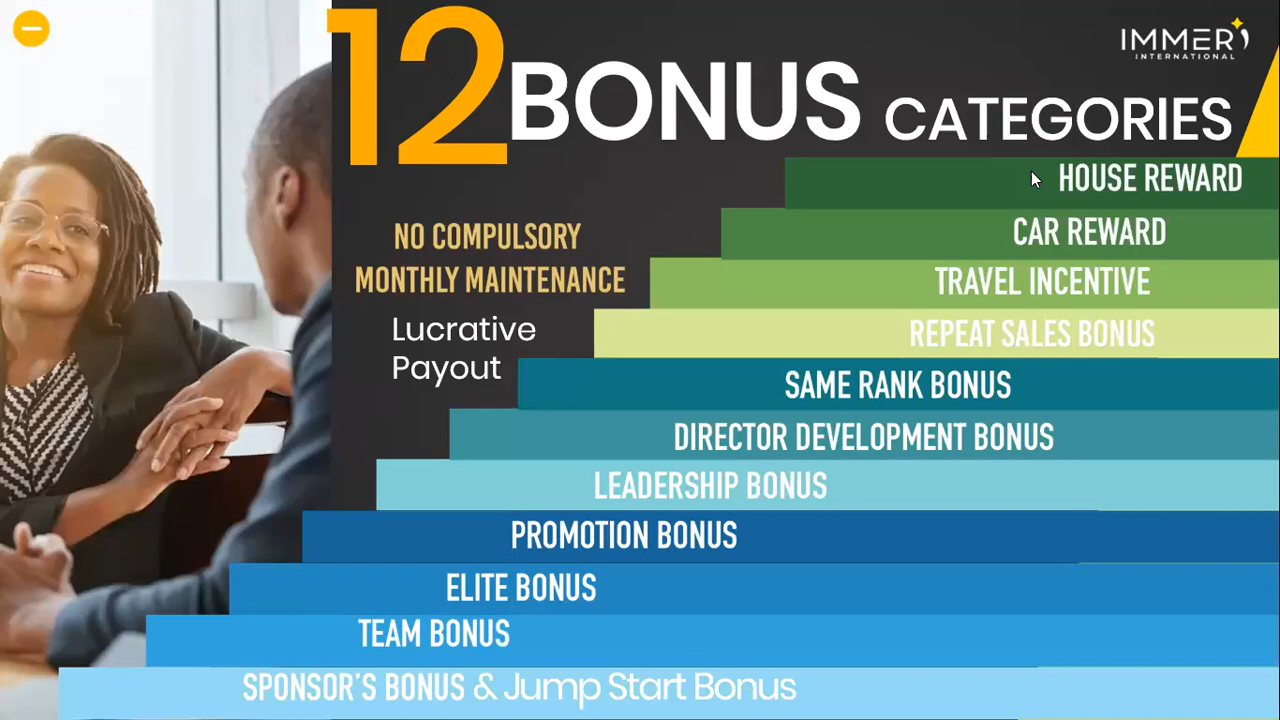 12 BONUS CATEGORIES
IMMER
INTERNATIONAL
NO COMPULSORY
MONTHLY MAINTENANCE
Lucrative
Payout
HOUSE REWARD
CAR REWARD
TRAVEL INCENTIVE
REPEAT SALES BONUS
SAME RANK BONUS
DIRECTOR DEVELOPMENT BONUS
LEADERSHIP BONUS
PROMOTION BONUS
ELITE BONUS
TEAM BONUS
SPONSOR'S BONUS & Jump Start Bonus